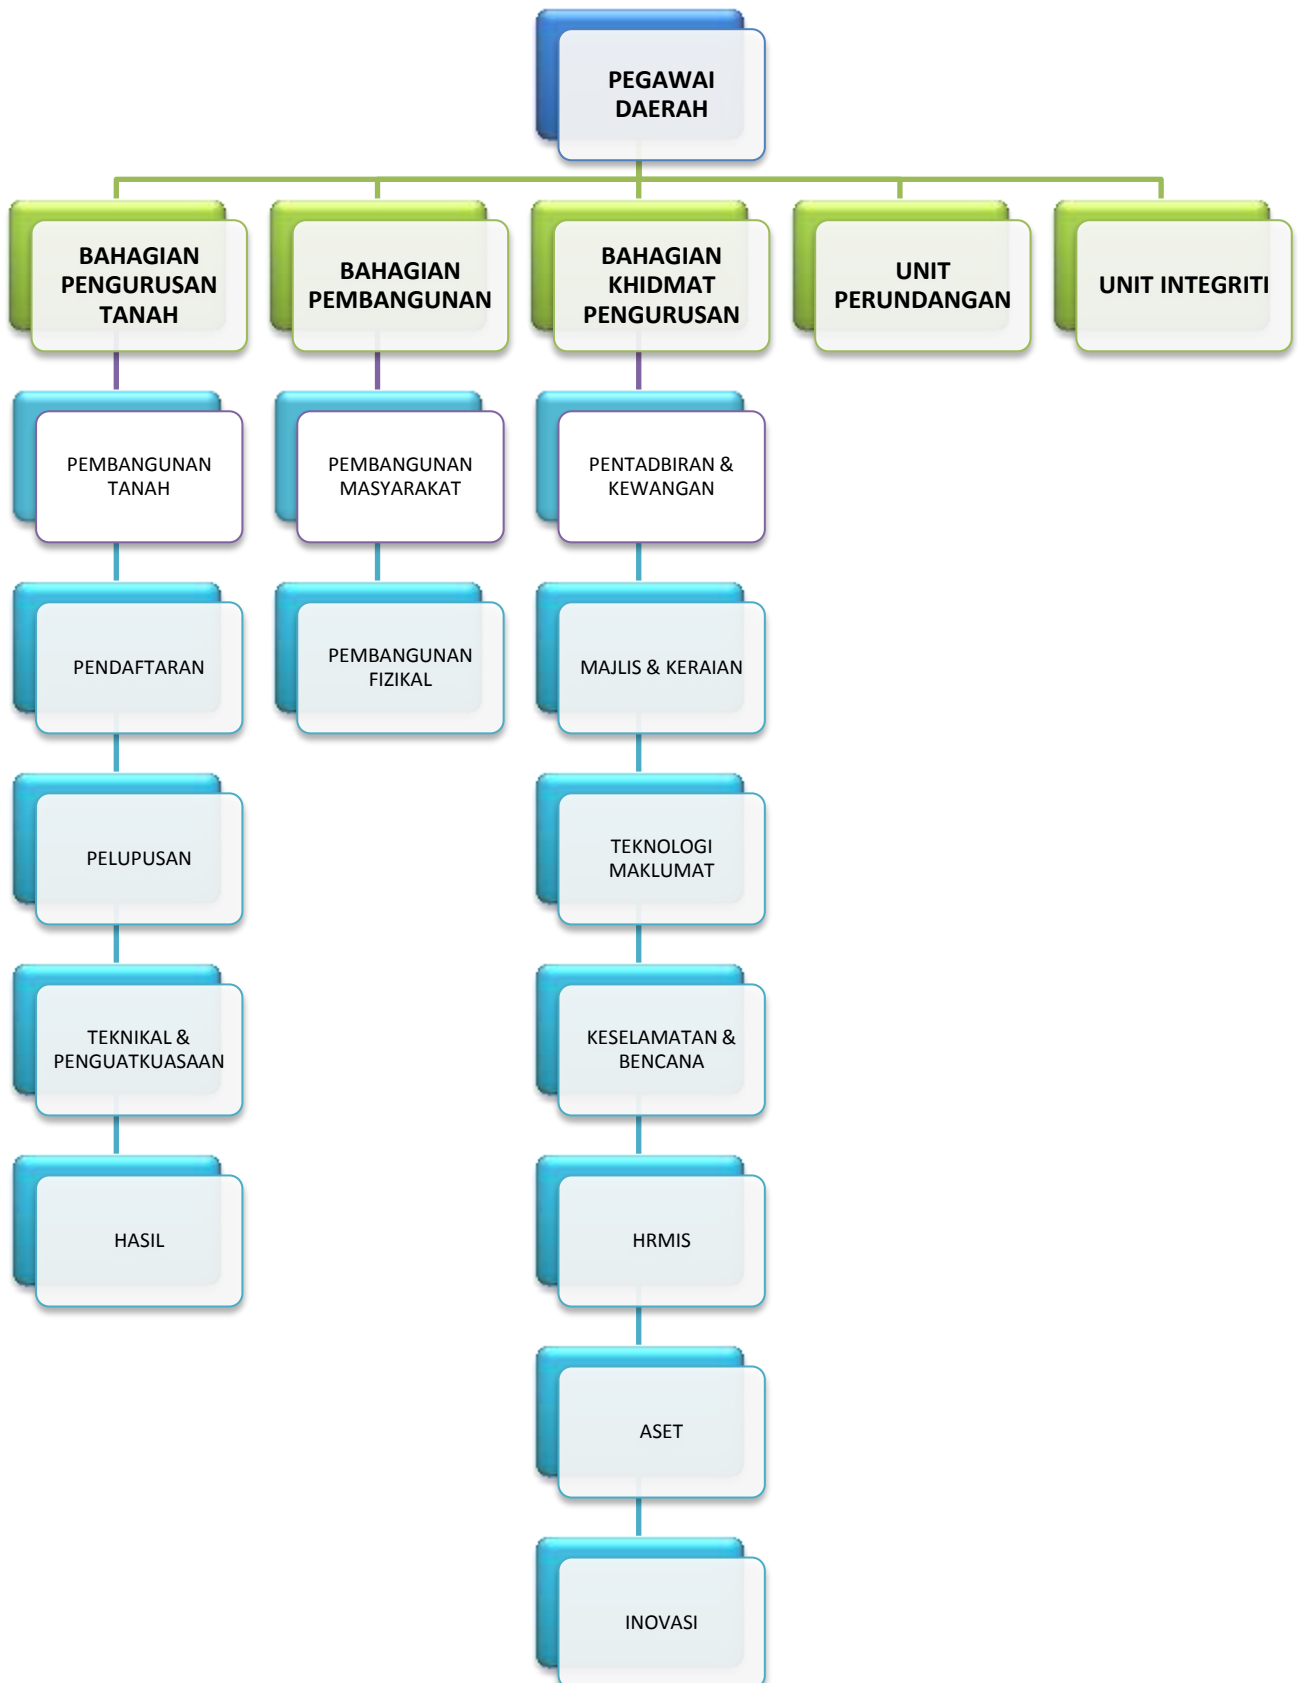 PEGAWAI
DAERAH
BAHAGIAN
PENGURUSAN
TANAH
BAHAGIAN
PEMBANGUNAN
BAHAGIAN
KHIDMAT
PENGURUSAN
UNIT
PERUNDANGAN
UNIT INTEGRITI
PEMBANGUNAN
TANAH
PEMBANGUNAN
MASYARAKAT
PENTADBIRAN &
KEWANGAN
PENDAFTARAN
PEMBANGUNAN
FIZIKAL
MAJLIS & KERAIAN
PELUPUSAN
TEKNOLOGI
MAKLUMAT
TEKNIKAL &
PENGUATKUASAAN
KESELAMATAN &
BENCANA
HASIL
HRMIS
ASET
INOVASI